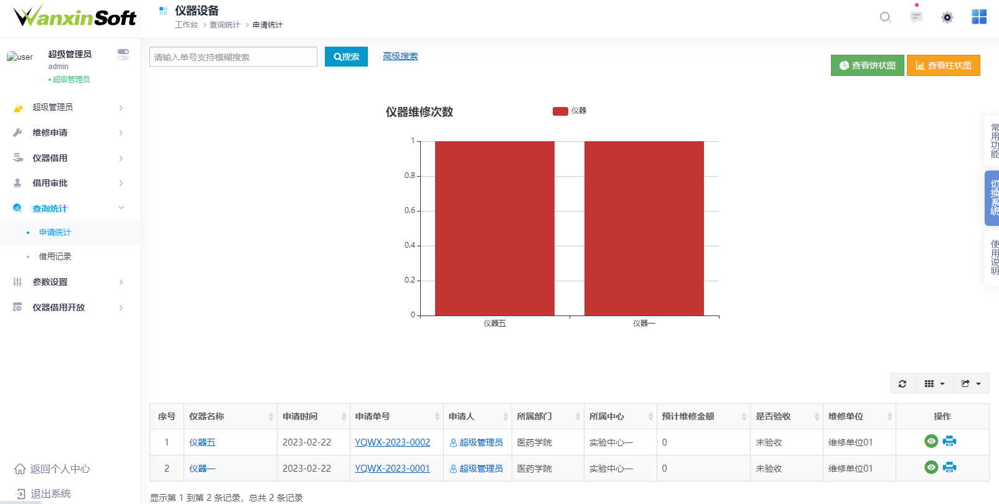 WanxinSoft
仪器设备
工作台 > 查询统计 > 申请统计
user
超级管理员
admin
超级管理员
超级管理员
维修申请
仪器借用
借用审批
查询统计
申请统计
借用记录
参数设置
仪器借用开放
返回个人中心
退出系统
请输入单号支持模糊搜索
搜索
高级搜索
查看饼状图
查看柱状图
仪器维修次数
仪器
1
0.8
0.6
0.4
0.2
0
仪器五
仪器一
常用功能
切换系统
使用说明
序号 仪器名称 申请时间 申请单号 申请人 所属部门 所属中心 预计维修金额 是否验收 维修单位 操作
1 仪器五 2023-02-22 YQWX-2023-0002 超级管理员 医药学院 实验中心一 0 未验收 维修单位01
2 仪器一 2023-02-22 YQWX-2023-0001 超级管理员 医药学院 实验中心一 0 未验收 维修单位01
显示第 1 到第 2 条记录，总共 2 条记录